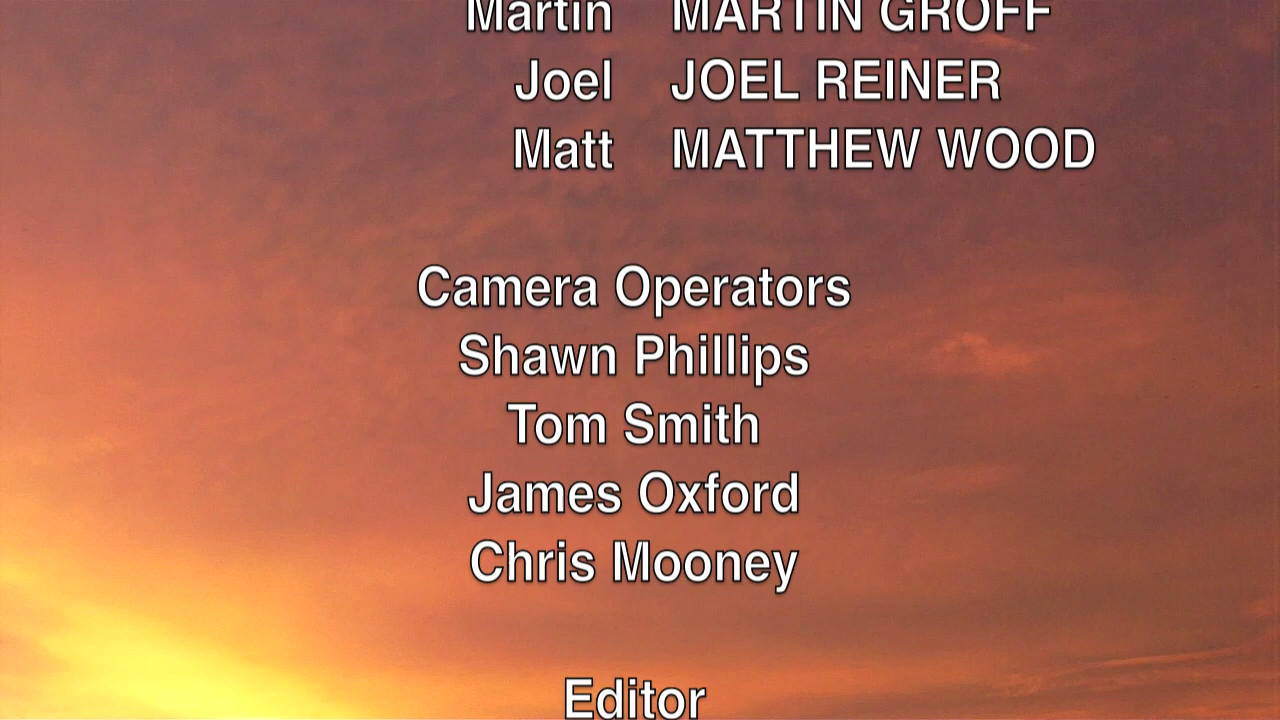 Martin MARTIN GROFF
Joel JOEL REINER
Matt MATTHEW WOOD
Camera Operators
Shawn Phillips
Tom Smith
James Oxford
Chris Mooney
Editor